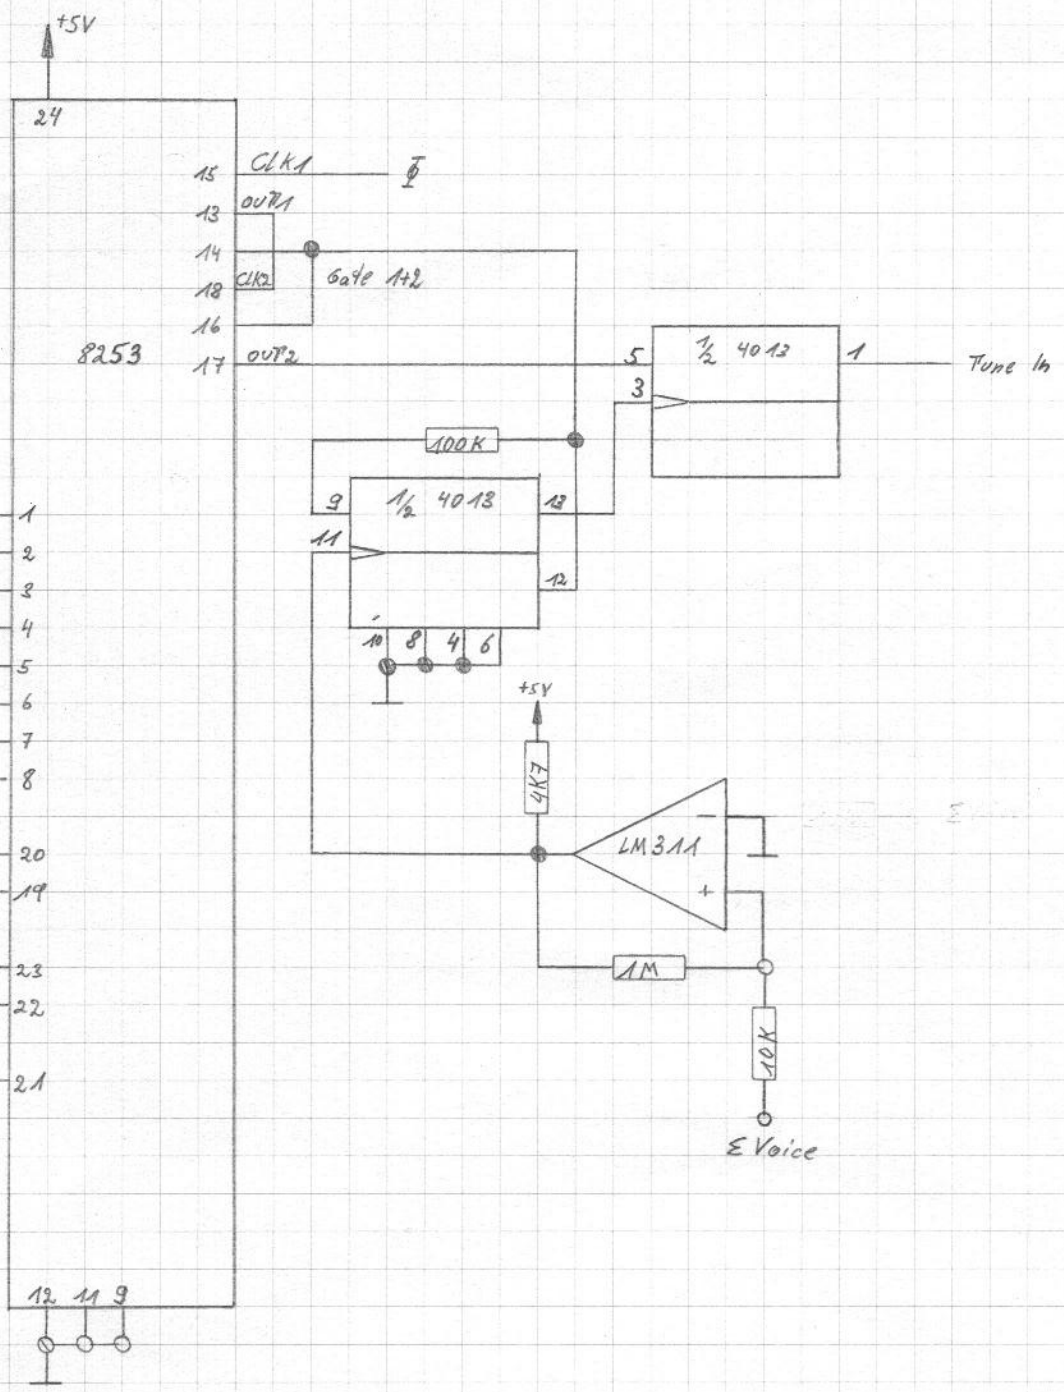 +5V
24
15 CLK1 Φ
13 OUT1
14
18 CLK2 Gate 1+2
16
8253
17 OUT2
5 1/2 4013 1 Tune In
3
100K
9 1/2 4013 13
11
12
10 8 4 6
1
2
3
4
5
6
7
8
20
19
23
22
21
+5V
4K7
LM311
-
+
1M
10K
Σ Voice
12 11 9